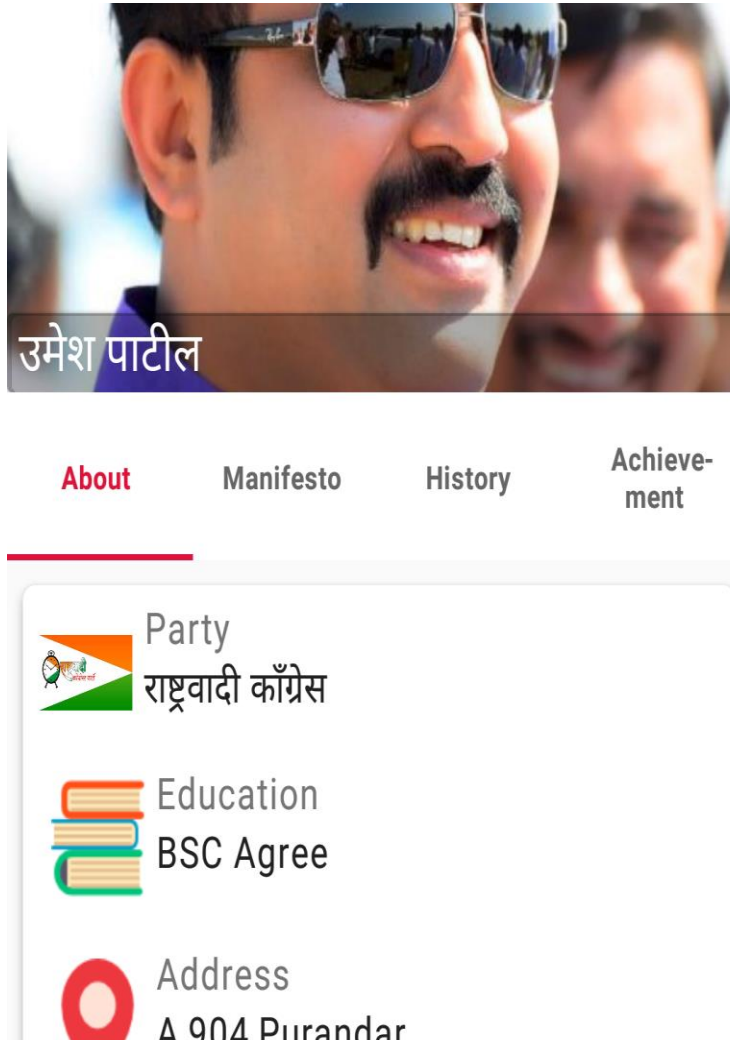 उमेश पाटील
About
Manifesto
History
Achieve-
ment
Party
राष्ट्रवादी काँग्रेस
Education
BSC Agree
Address
A 904 Purandar